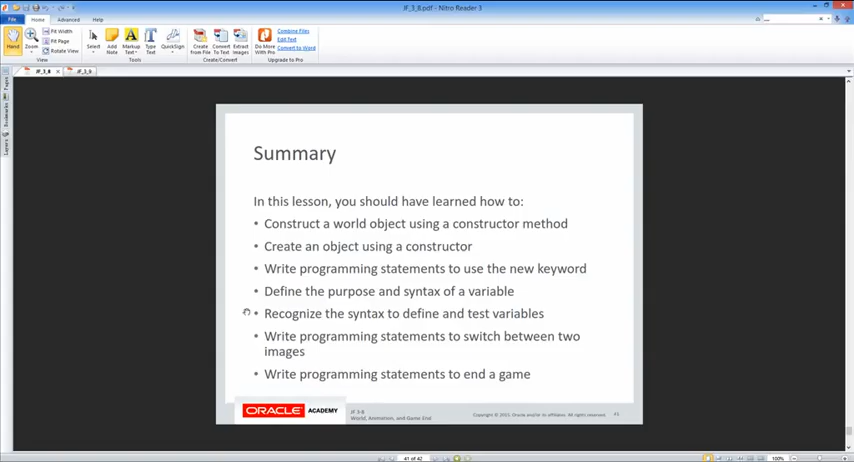 JF_3_8.pdf - Nitro Reader 3
File Home Advanced Help
Hand
Zoom
Fit Width
Fit Page
Rotate View
View
Select
Add Note
Markup Text
Type Text
QuickSign
Tools
Create from File
Convert To Text
Extract Images
Create/Convert
Do More With Pro
Combine Files
Edit Text
Convert to Word
Upgrade to Pro
JF_3_8 JF_3_9
Pages
Bookmarks
Layers
Summary
In this lesson, you should have learned how to:
• Construct a world object using a constructor method
• Create an object using a constructor
• Write programming statements to use the new keyword
• Define the purpose and syntax of a variable
• Recognize the syntax to define and test variables
• Write programming statements to switch between two
images
• Write programming statements to end a game
ORACLE ACADEMY
JF 3-8
World, Animation, and Game End
Copyright © 2013, Oracle and/or its affiliates. All rights reserved. 41
41 of 42
100%